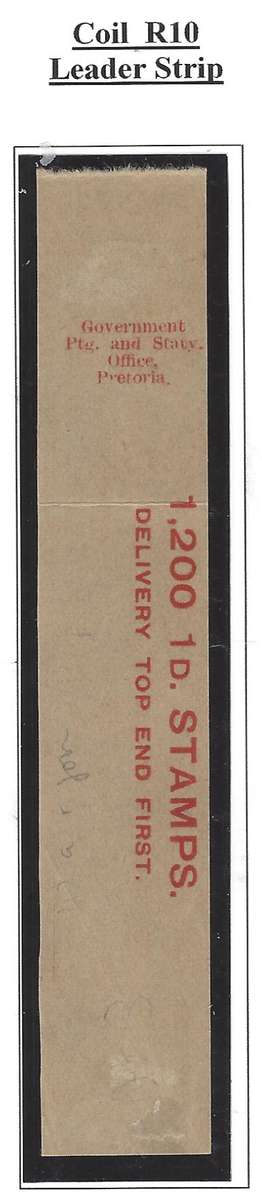 Coil R10
Leader Strip
Government
Ptg. and Staty.
Office,
Pretoria.
1,200 1D. STAMPS.
DELIVERY TOP END FIRST.